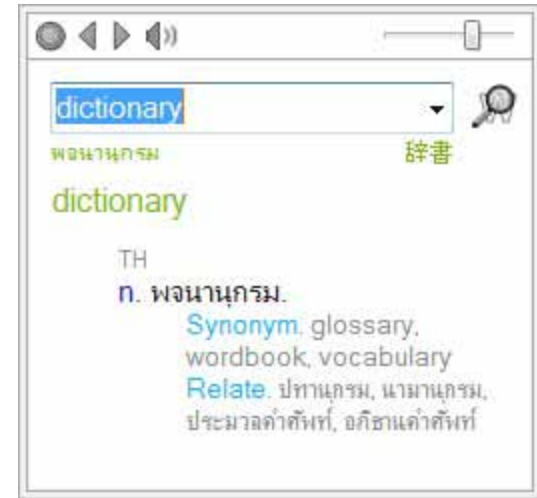 dictionary
พจนานุกรม 辞書
dictionary
TH
n. พจนานุกรม.
Synonym. glossary,
wordbook, vocabulary
Relate. ปทานุกรม, นามานุกรม,
ประมวลคำศัพท์, อภิธานคำศัพท์